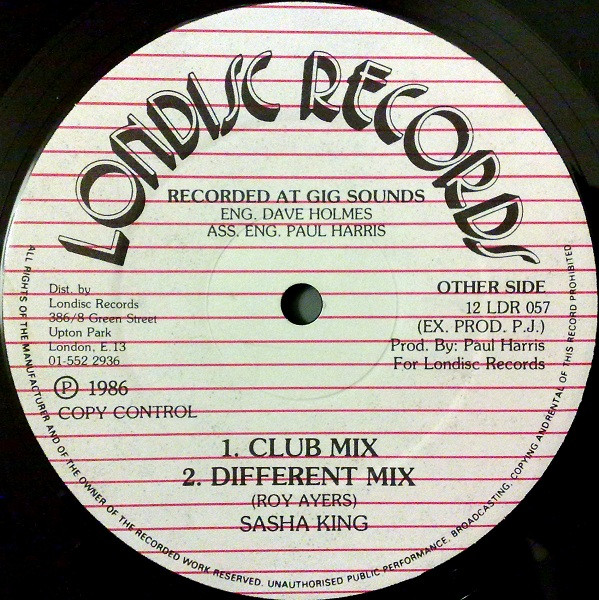 LONDISC RECORDS
RECORDED AT GIG SOUNDS
ENG. DAVE HOLMES
ASS. ENG. PAUL HARRIS
Dist. by
Londisc Records
386/8 Green Street
Upton Park
London, E.13
01-552 2936
OTHER SIDE
12 LDR 057
(EX. PROD. P.J.)
Prod. By: Paul Harris
For Londisc Records
Ⓟ 1986
COPY CONTROL
1. CLUB MIX
2. DIFFERENT MIX
(ROY AYERS)
SASHA KING
ALL RIGHTS OF THE MANUFACTURER AND OF THE OWNER OF THE RECORDED WORK RESERVED. UNAUTHORISED PUBLIC PERFORMANCE, BROADCASTING, COPYING AND RENTAL OF THIS RECORD PROHIBITED.